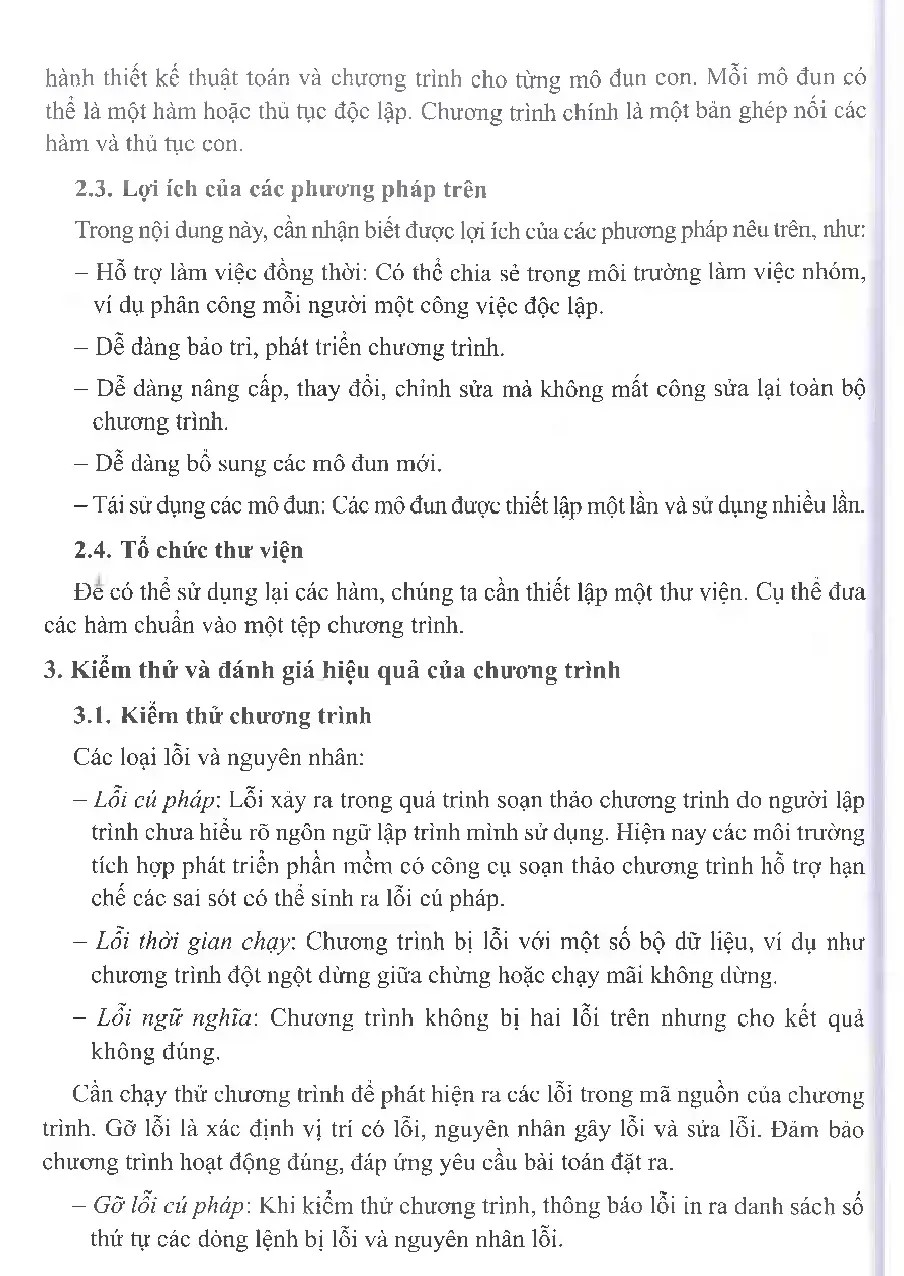 hành thiết kế thuật toán và chương trình cho từng mô đun con. Mỗi mô đun có
thể là một hàm hoặc thủ tục độc lập. Chương trình chính là một bản ghép nối các
hàm và thủ tục con.
2.3. Lợi ích của các phương pháp trên
Trong nội dung này, cần nhận biết được lợi ích của các phương pháp nêu trên, như:
– Hỗ trợ làm việc đồng thời: Có thể chia sẻ trong môi trường làm việc nhóm,
ví dụ phân công mỗi người một công việc độc lập.
– Dễ dàng bảo trì, phát triển chương trình.
– Dễ dàng nâng cấp, thay đổi, chỉnh sửa mà không mất công sửa lại toàn bộ
chương trình.
– Dễ dàng bổ sung các mô đun mới.
– Tái sử dụng các mô đun: Các mô đun được thiết lập một lần và sử dụng nhiều lần.
2.4. Tổ chức thư viện
Để có thể sử dụng lại các hàm, chúng ta cần thiết lập một thư viện. Cụ thể đưa
các hàm chuẩn vào một tệp chương trình.
3. Kiểm thử và đánh giá hiệu quả của chương trình
3.1. Kiểm thử chương trình
Các loại lỗi và nguyên nhân:
– Lỗi cú pháp: Lỗi xảy ra trong quá trình soạn thảo chương trình do người lập
trình chưa hiểu rõ ngôn ngữ lập trình mình sử dụng. Hiện nay các môi trường
tích hợp phát triển phần mềm có công cụ soạn thảo chương trình hỗ trợ hạn
chế các sai sót có thể sinh ra lỗi cú pháp.
– Lỗi thời gian chạy: Chương trình bị lỗi với một số bộ dữ liệu, ví dụ như
chương trình đột ngột dừng giữa chừng hoặc chạy mãi không dừng.
– Lỗi ngữ nghĩa: Chương trình không bị hai lỗi trên nhưng cho kết quả
không đúng.
Cần chạy thử chương trình để phát hiện ra các lỗi trong mã nguồn của chương
trình. Gỡ lỗi là xác định vị trí có lỗi, nguyên nhân gây lỗi và sửa lỗi. Đảm bảo
chương trình hoạt động đúng, đáp ứng yêu cầu bài toán đặt ra.
– Gỡ lỗi cú pháp: Khi kiểm thử chương trình, thông báo lỗi in ra danh sách số
thứ tự các dòng lệnh bị lỗi và nguyên nhân lỗi.